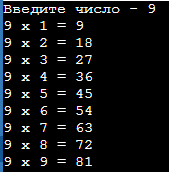 Введите число - 9
9 x 1 = 9
9 x 2 = 18
9 x 3 = 27
9 x 4 = 36
9 x 5 = 45
9 x 6 = 54
9 x 7 = 63
9 x 8 = 72
9 x 9 = 81